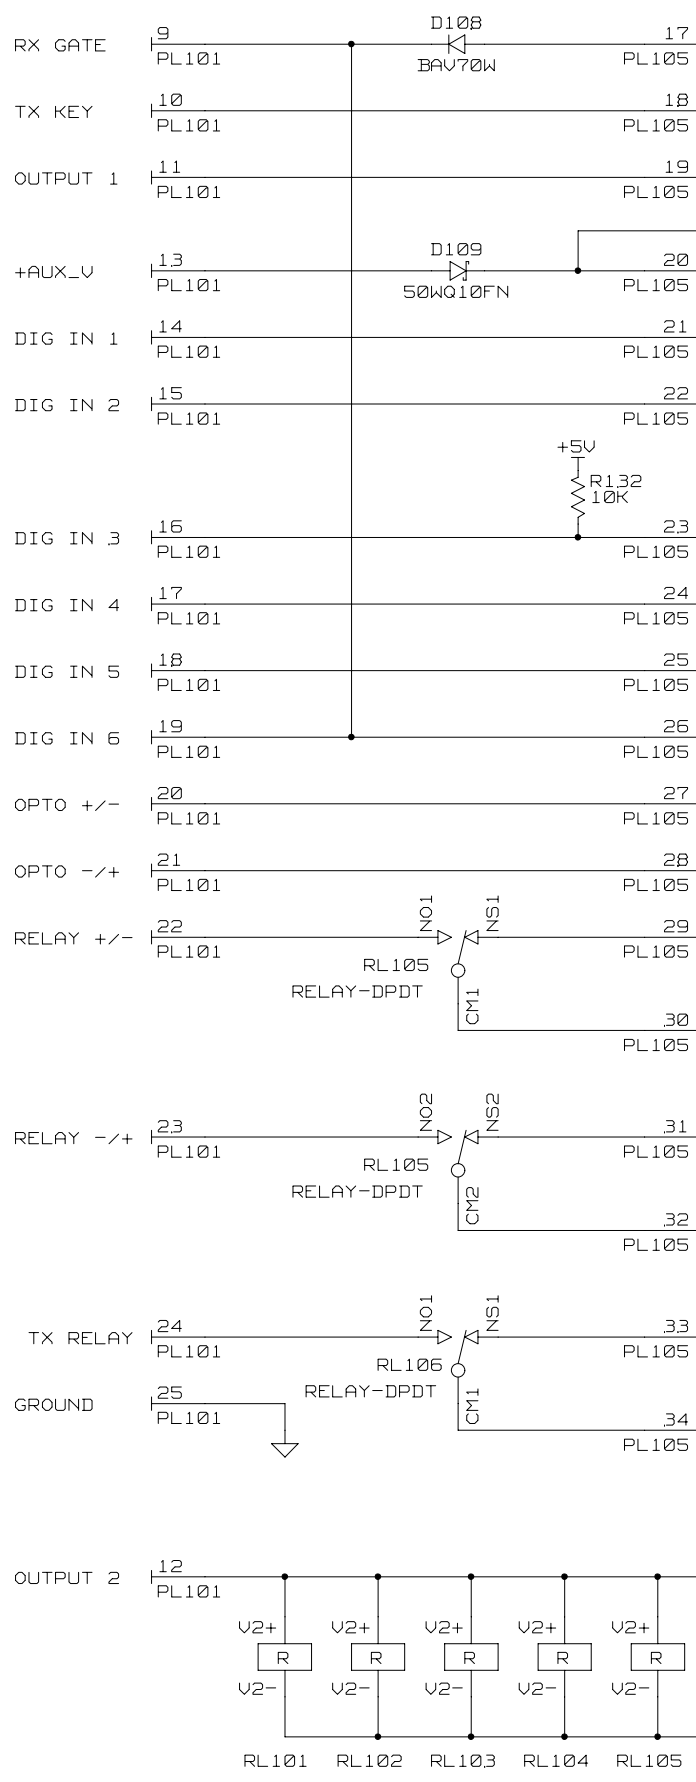 RX GATE 9 PL101 D108 BAV70W 17 PL105
TX KEY 10 PL101 18 PL105
OUTPUT 1 11 PL101 19 PL105
+AUX_V 13 PL101 D109 50WQ10FN 20 PL105
DIG IN 1 14 PL101 21 PL105
DIG IN 2 15 PL101 22 PL105
+5V
R132
10K
DIG IN 3 16 PL101 23 PL105
DIG IN 4 17 PL101 24 PL105
DIG IN 5 18 PL101 25 PL105
DIG IN 6 19 PL101 26 PL105
OPTO +/- 20 PL101 27 PL105
OPTO -/+ 21 PL101 28 PL105
RELAY +/- 22 PL101 NO1 NS1 29 PL105
RL105
RELAY-DPDT
CM1 30 PL105
RELAY -/+ 23 PL101 NO2 NS2 31 PL105
RL105
RELAY-DPDT
CM2 32 PL105
TX RELAY 24 PL101 NO1 NS1 33 PL105
RL106
RELAY-DPDT
GROUND 25 PL101
CM1 34 PL105
OUTPUT 2 12 PL101
V2+ V2+ V2+ V2+ V2+
R R R R R
V2- V2- V2- V2- V2-
RL101 RL102 RL103 RL104 RL105